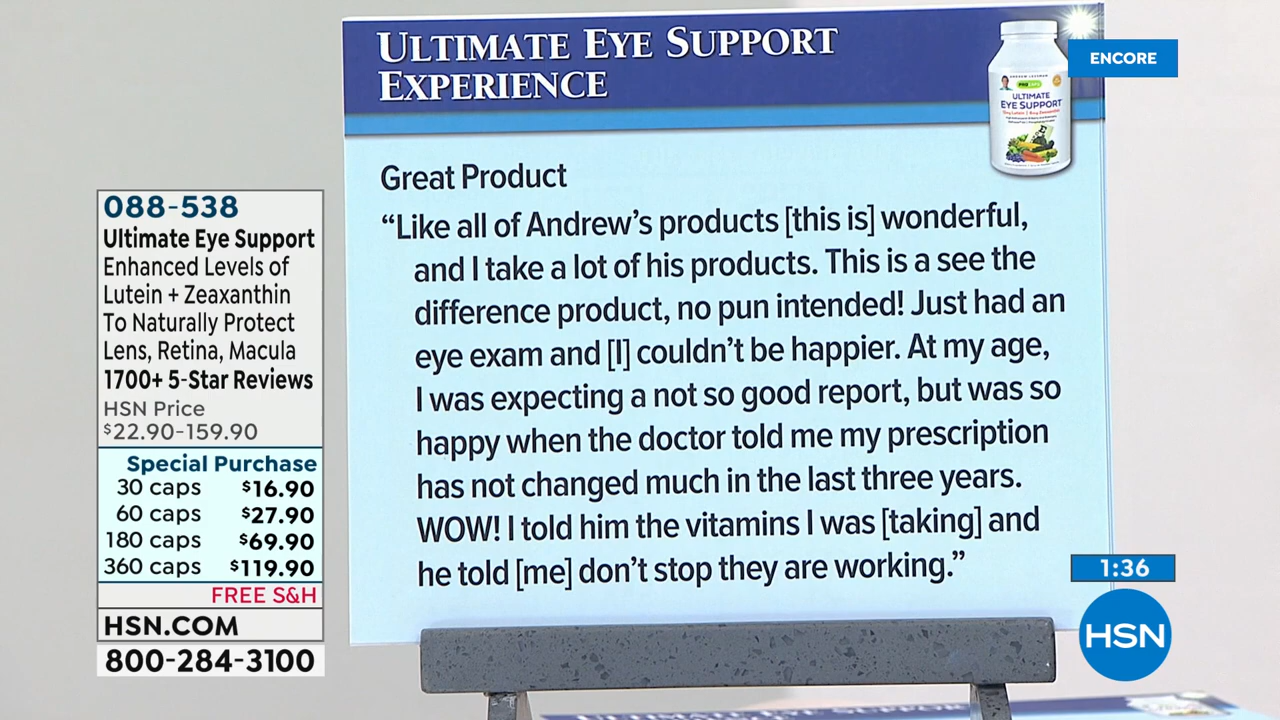 ULTIMATE EYE SUPPORT
EXPERIENCE
ENCORE
ULTIMATE
EYE SUPPORT
Great Product
“Like all of Andrew’s products [this is] wonderful,
and I take a lot of his products. This is a see the
difference product, no pun intended! Just had an
eye exam and [I] couldn’t be happier. At my age,
I was expecting a not so good report, but was so
happy when the doctor told me my prescription
has not changed much in the last three years.
WOW! I told him the vitamins I was [taking] and
he told [me] don’t stop they are working.”
088-538
Ultimate Eye Support
Enhanced Levels of
Lutein + Zeaxanthin
To Naturally Protect
Lens, Retina, Macula
1700+ 5-Star Reviews
HSN Price
$22.90-159.90
Special Purchase
30 caps $16.90
60 caps $27.90
180 caps $69.90
360 caps $119.90
FREE S&H
HSN.COM
800-284-3100
1:36
HSN
ULTIMATE EYE SUPPOR